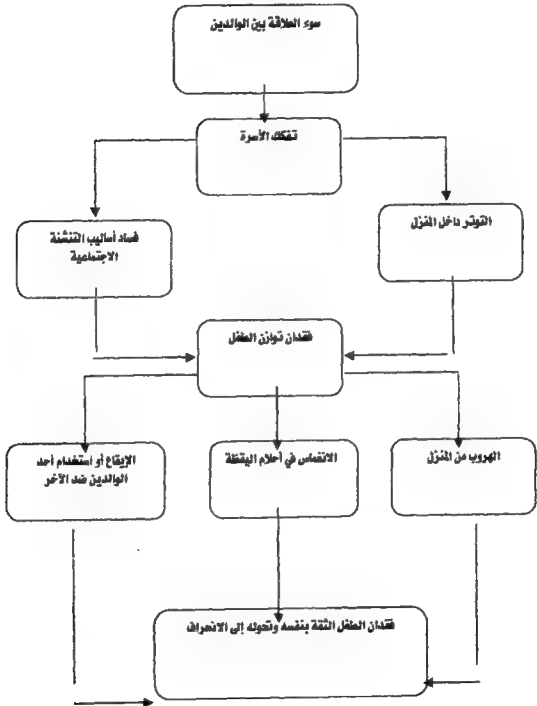 سوء العلاقة بين الوالدين
تفكك الأسرة
التوتر داخل المنزل
فساد أساليب التنشئة
الاجتماعية
فقدان توازن الطفل
الهروب من المنزل
الانغماس في أحلام اليقظة
الإيقاع أو استخدام أحد
الوالدين ضد الآخر
فقدان الطفل الثقة بنفسه وتحوله إلى الانحراف